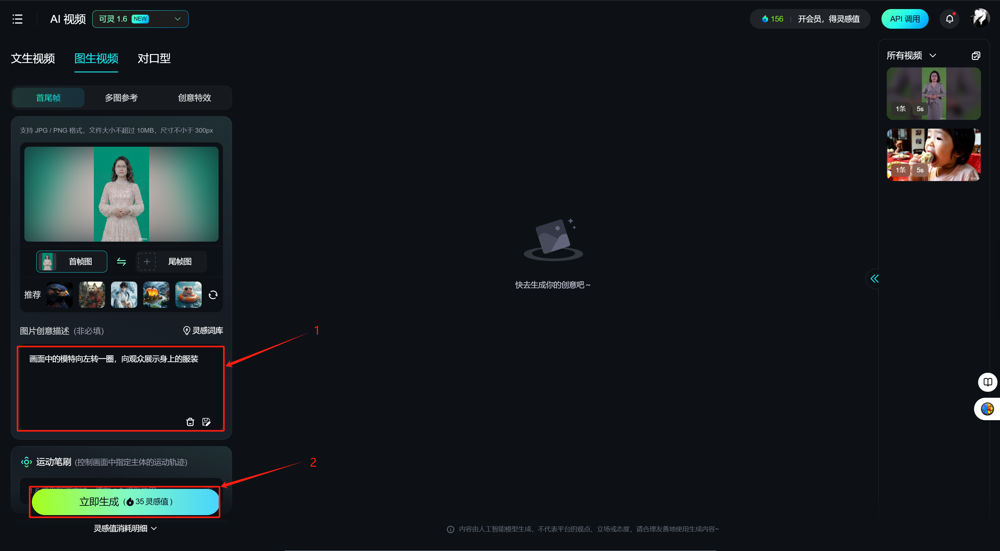 AI 视频
可灵 1.6 NEW
156 | 开会员，得灵感值
API 调用
文生视频
图生视频
对口型
首尾帧
多图参考
创意特效
支持 JPG / PNG 格式，文件大小不超过 10MB，尺寸不小于 300px
首帧图
尾帧图
推荐
图片创意描述 (非必填)
灵感词库
画面中的模特向左转一圈，向观众展示身上的服装
1
运动笔刷 (控制画面中指定主体的运动轨迹)
2
立即生成 (35 灵感值)
灵感值消耗明细
快去生成你的创意吧～
内容由人工智能模型生成，不代表平台的观点、立场或态度，请合理友善地使用生成内容~
所有视频
1条 5s
1条 5s